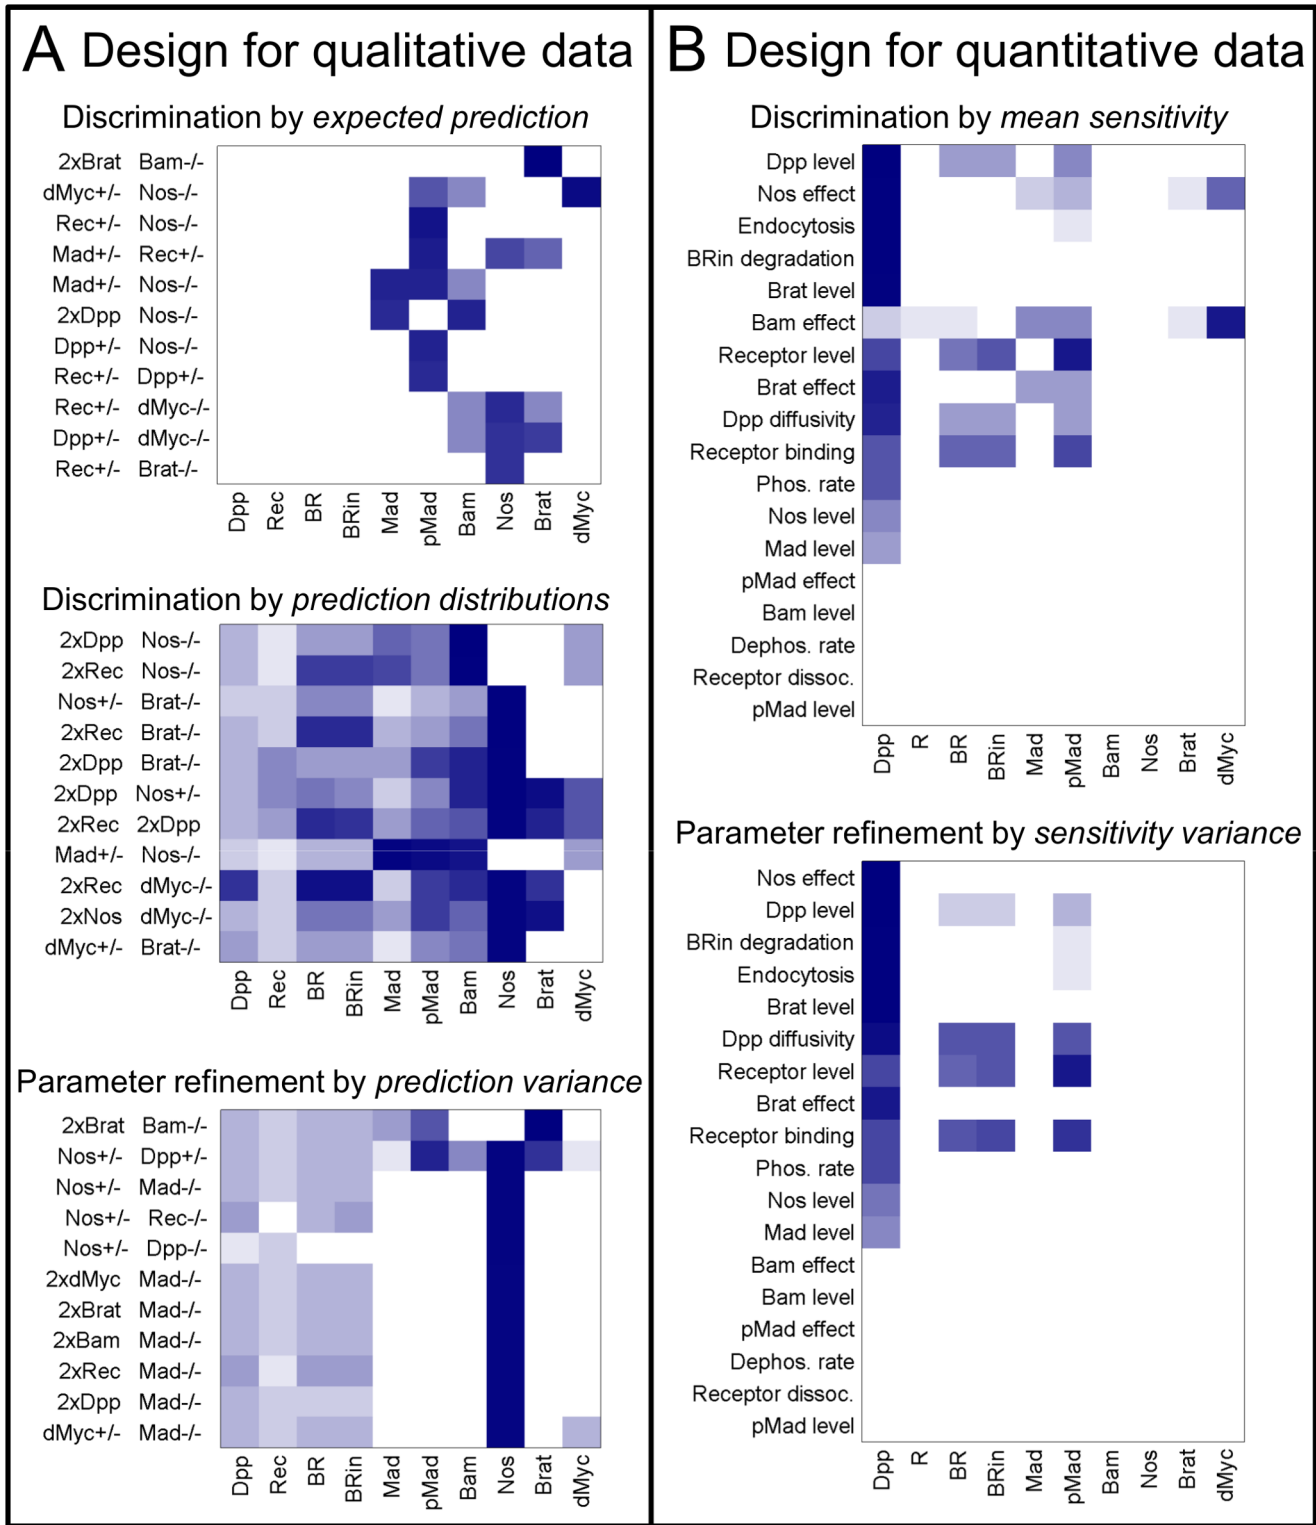 A Design for qualitative data
Discrimination by expected prediction
2xBrat Bam-/-
dMyc+/- Nos-/-
Rec+/- Nos-/-
Mad+/- Rec+/-
Mad+/- Nos-/-
2xDpp Nos-/-
Dpp+/- Nos-/-
Rec+/- Dpp+/-
Rec+/- dMyc-/-
Dpp+/- dMyc-/-
Rec+/- Brat-/-
Dpp Rec BR BRin Mad pMad Bam Nos Brat dMyc
Discrimination by prediction distributions
2xDpp Nos-/-
2xRec Nos-/-
Nos+/- Brat-/-
2xRec Brat-/-
2xDpp Brat-/-
2xDpp Nos+/-
2xRec 2xDpp
Mad+/- Nos-/-
2xRec dMyc-/-
2xNos dMyc-/-
dMyc+/- Brat-/-
Dpp Rec BR BRin Mad pMad Bam Nos Brat dMyc
Parameter refinement by prediction variance
2xBrat Bam-/-
Nos+/- Dpp+/-
Nos+/- Mad-/-
Nos+/- Rec-/-
Nos+/- Dpp-/-
2xdMyc Mad-/-
2xBrat Mad-/-
2xBam Mad-/-
2xRec Mad-/-
2xDpp Mad-/-
dMyc+/- Mad-/-
Dpp Rec BR BRin Mad pMad Bam Nos Brat dMyc
B Design for quantitative data
Discrimination by mean sensitivity
Dpp level
Nos effect
Endocytosis
BRin degradation
Brat level
Bam effect
Receptor level
Brat effect
Dpp diffusivity
Receptor binding
Phos. rate
Nos level
Mad level
pMad effect
Bam level
Dephos. rate
Receptor dissoc.
pMad level
Dpp R BR BRin Mad pMad Bam Nos Brat dMyc
Parameter refinement by sensitivity variance
Nos effect
Dpp level
BRin degradation
Endocytosis
Brat level
Dpp diffusivity
Receptor level
Brat effect
Receptor binding
Phos. rate
Nos level
Mad level
Bam effect
Bam level
pMad effect
Dephos. rate
Receptor dissoc.
pMad level
Dpp R BR BRin Mad pMad Bam Nos Brat dMyc